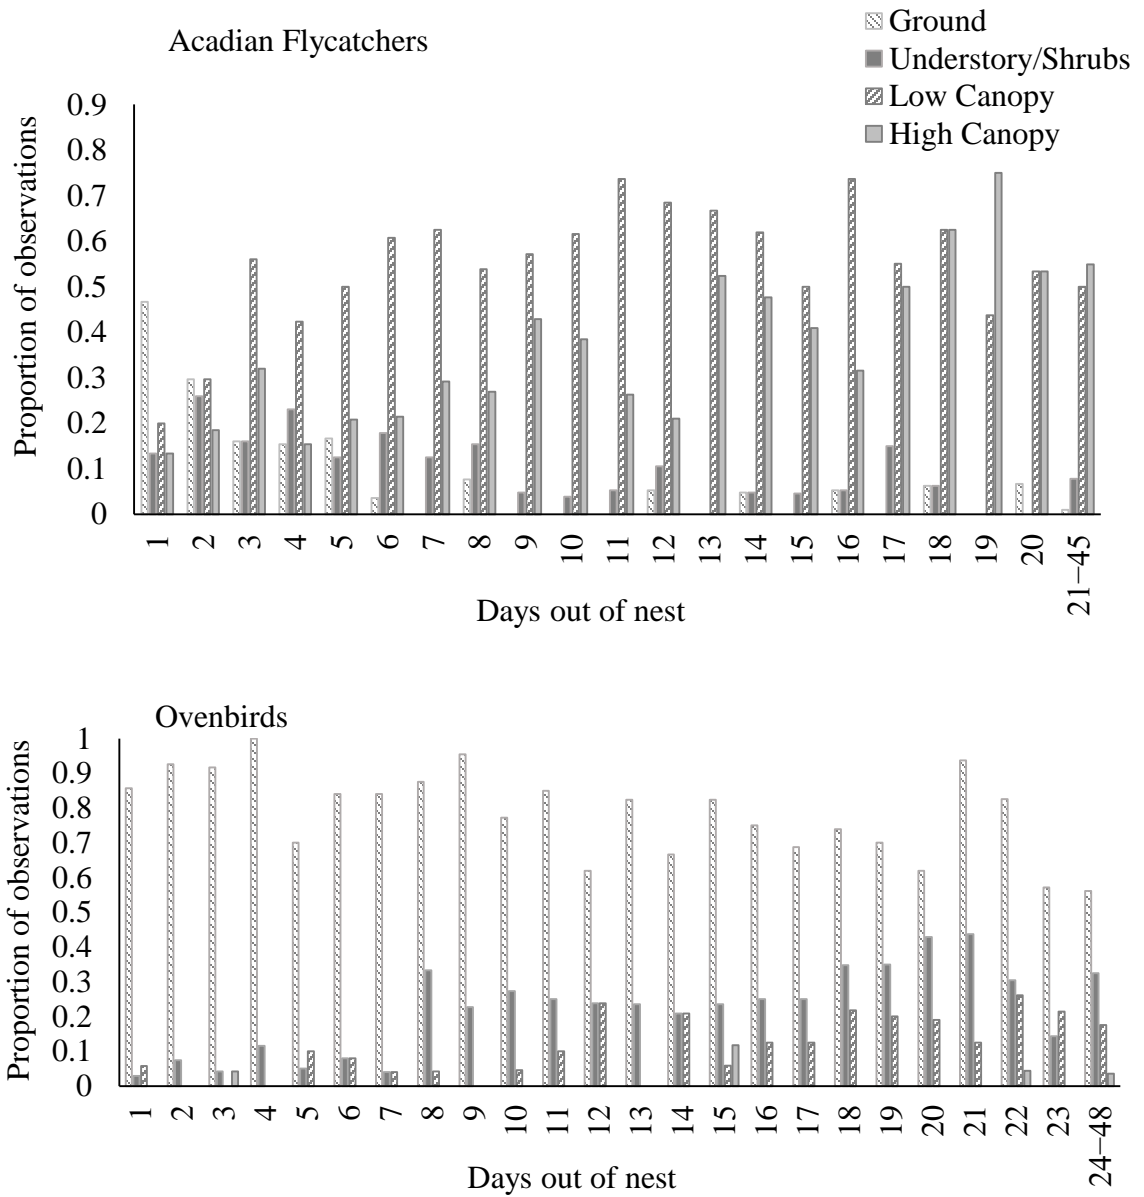 Acadian Flycatchers
Ground
Understory/Shrubs
Low Canopy
High Canopy
Proportion of observations
0.9
0.8
0.7
0.6
0.5
0.4
0.3
0.2
0.1
0
1 2 3 4 5 6 7 8 9 10 11 12 13 14 15 16 17 18 19 20 21–45
Days out of nest
Ovenbirds
Proportion of observations
1
0.9
0.8
0.7
0.6
0.5
0.4
0.3
0.2
0.1
0
1 2 3 4 5 6 7 8 9 10 11 12 13 14 15 16 17 18 19 20 21 22 23 24–48
Days out of nest